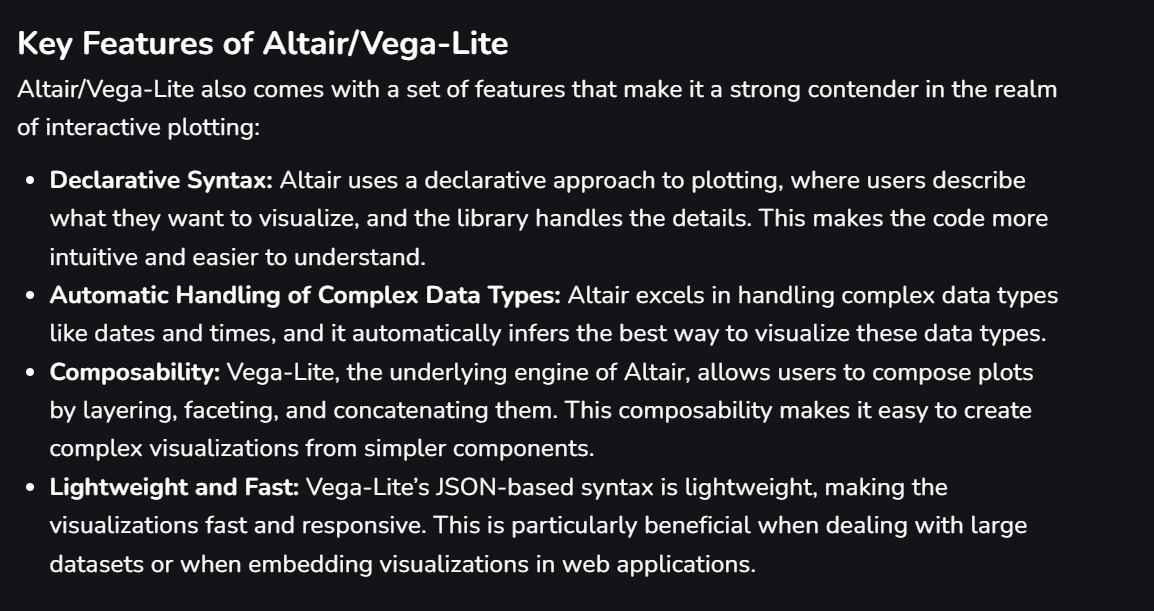 Key Features of Altair/Vega-Lite
Altair/Vega-Lite also comes with a set of features that make it a strong contender in the realm
of interactive plotting:
• Declarative Syntax: Altair uses a declarative approach to plotting, where users describe
what they want to visualize, and the library handles the details. This makes the code more
intuitive and easier to understand.
• Automatic Handling of Complex Data Types: Altair excels in handling complex data types
like dates and times, and it automatically infers the best way to visualize these data types.
• Composability: Vega-Lite, the underlying engine of Altair, allows users to compose plots
by layering, faceting, and concatenating them. This composability makes it easy to create
complex visualizations from simpler components.
• Lightweight and Fast: Vega-Lite’s JSON-based syntax is lightweight, making the
visualizations fast and responsive. This is particularly beneficial when dealing with large
datasets or when embedding visualizations in web applications.